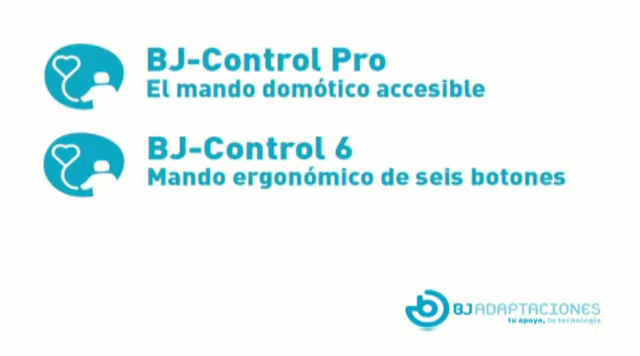 BJ-Control Pro
El mando domótico accesible
BJ-Control 6
Mando ergonómico de seis botones
BJ ADAPTACIONES
tu apoyo, tu tecnología